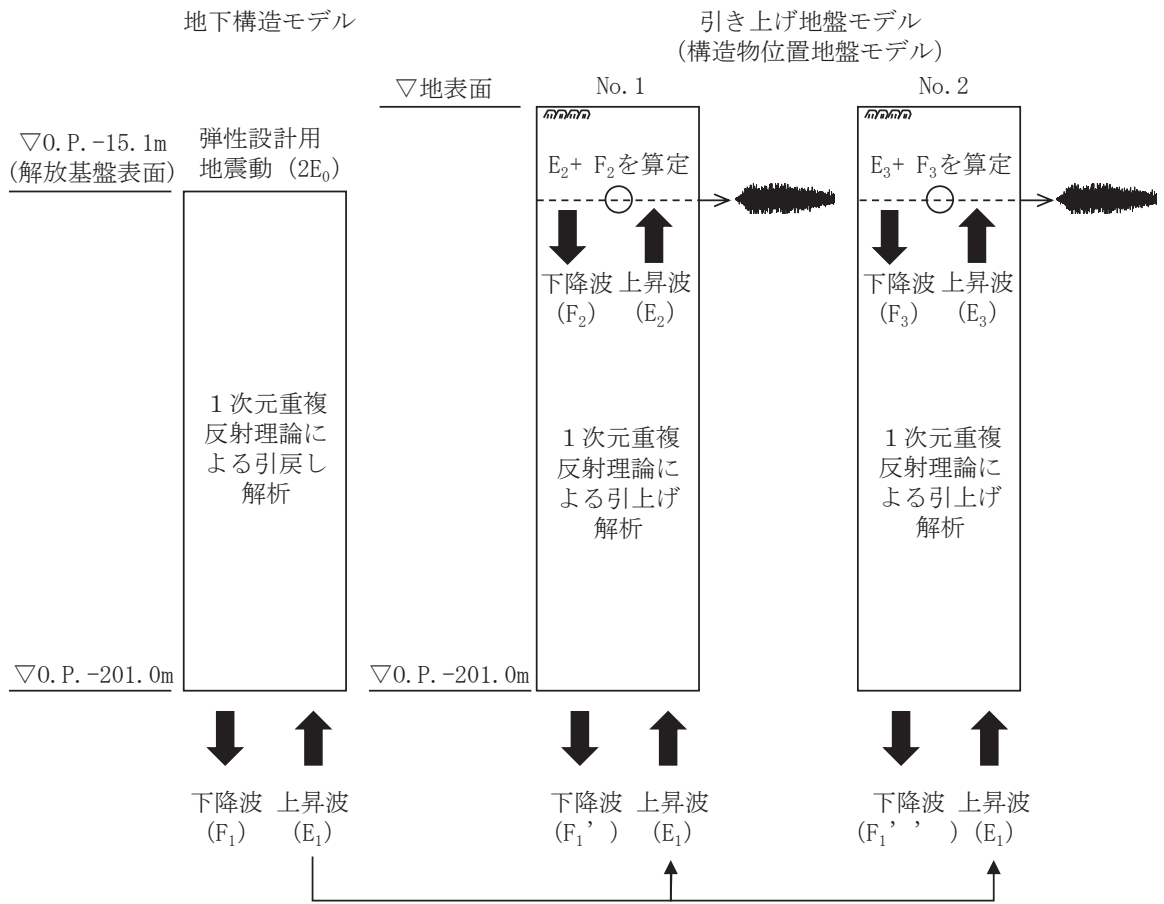 地下構造モデル
引き上げ地盤モデル
(構造物位置地盤モデル)
▽地表面
No.1
No.2
▽O.P.-15.1m
(解放基盤表面)
弾性設計用
地震動 (2E₀)
E₂+ F₂を算定
E₃+ F₃を算定
下降波 上昇波
(F₂) (E₂)
下降波 上昇波
(F₃) (E₃)
1次元重複
反射理論に
よる引戻し
解析
1次元重複
反射理論に
よる引上げ
解析
1次元重複
反射理論に
よる引上げ
解析
▽O.P.-201.0m
▽O.P.-201.0m
下降波 上昇波
(F₁) (E₁)
下降波 上昇波
(F₁’) (E₁)
下降波 上昇波
(F₁’’) (E₁)